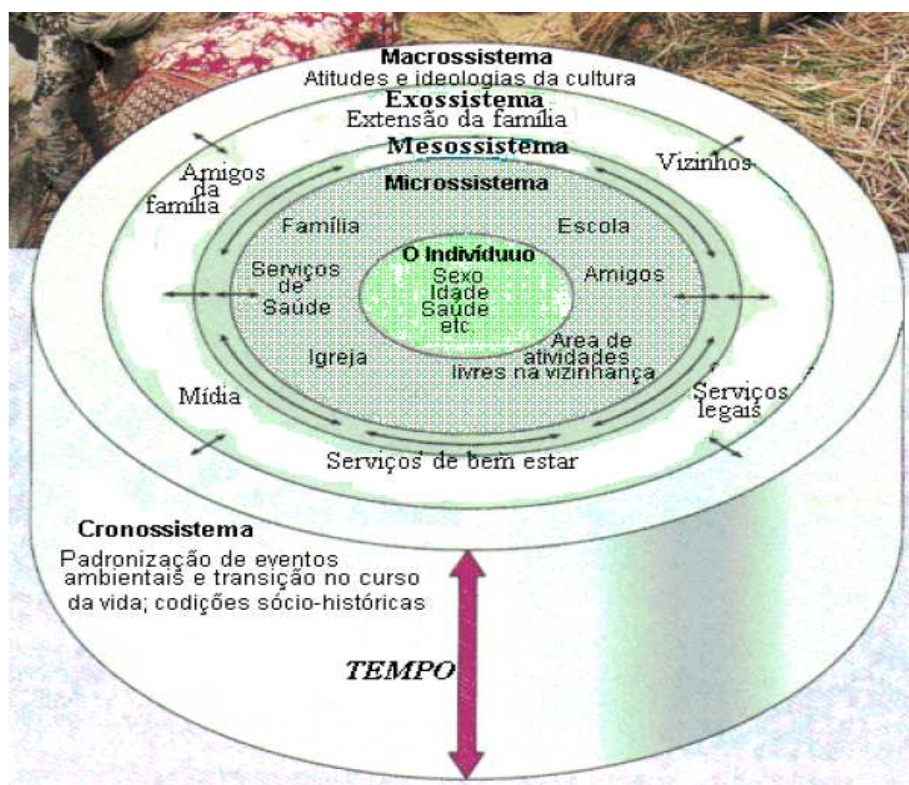 Macrossistema
Atitudes e ideologias da cultura
Exossistema
Extensão da família
Mesossistema
Amigos
da
família
Vizinhos
Microssistema
Família
Escola
O Indivíduuo
Sexo
Idade
Saúde
etc
Serviços
de
Saúde
Amigos
Igreja
Area de
atividades
livres na vizinhança
Mídia
Serviços
legais
Serviços de bem estar
Cronossistema
Padronização de eventos
ambientais e transição no curso
da vida; codições sócio-históricas
TEMPO